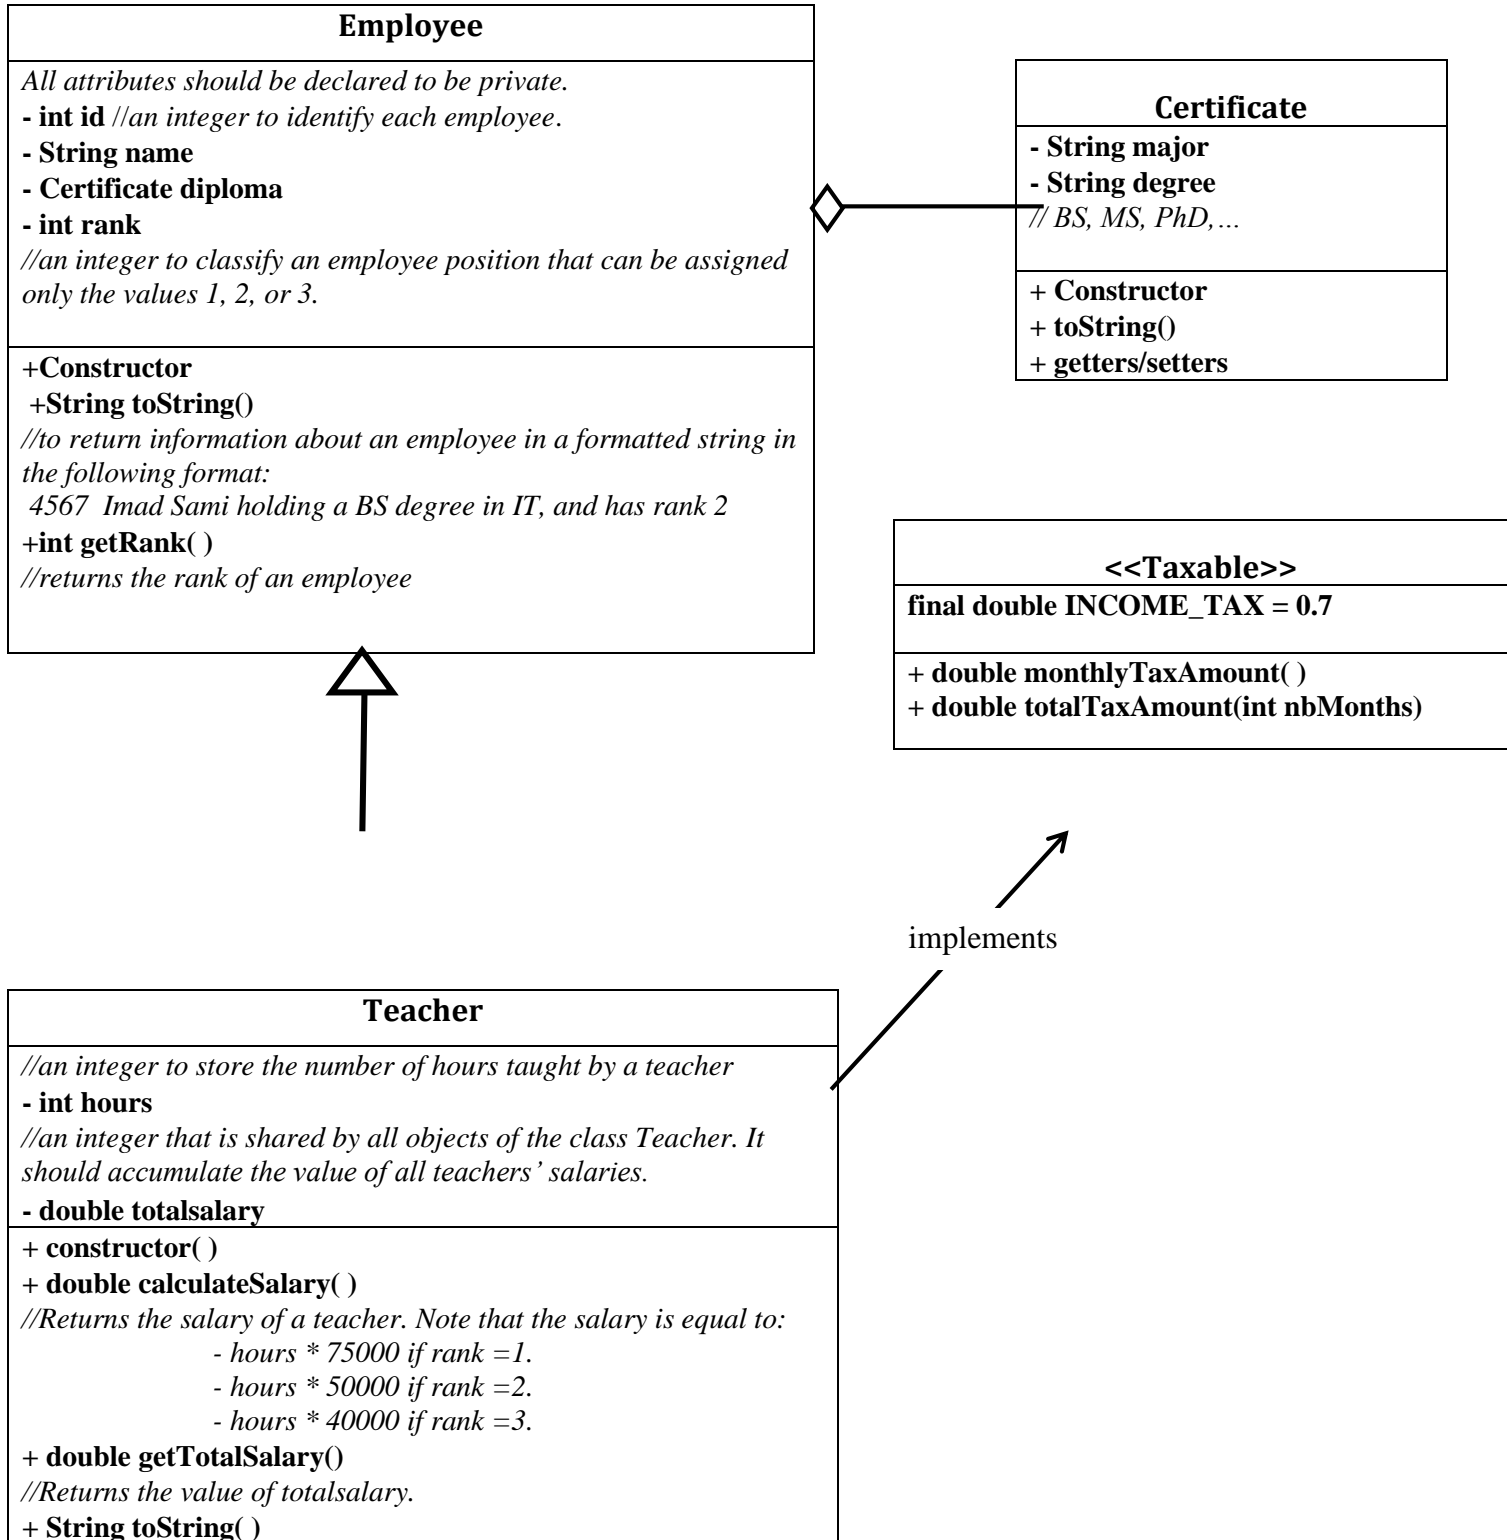 Employee
All attributes should be declared to be private.
- int id //an integer to identify each employee.
- String name
- Certificate diploma
- int rank
//an integer to classify an employee position that can be assigned
only the values 1, 2, or 3.
+Constructor
+String toString()
//to return information about an employee in a formatted string in
the following format:
4567  Imad Sami holding a BS degree in IT, and has rank 2
+int getRank( )
//returns the rank of an employee
Certificate
- String major
- String degree
// BS, MS, PhD,…
+ Constructor
+ toString()
+ getters/setters
<<Taxable>>
final double INCOME_TAX = 0.7
+ double monthlyTaxAmount( )
+ double totalTaxAmount(int nbMonths)
implements
Teacher
//an integer to store the number of hours taught by a teacher
- int hours
//an integer that is shared by all objects of the class Teacher. It
should accumulate the value of all teachers’ salaries.
- double totalsalary
+ constructor( )
+ double calculateSalary( )
//Returns the salary of a teacher. Note that the salary is equal to:
- hours * 75000 if rank =1.
- hours * 50000 if rank =2.
- hours * 40000 if rank =3.
+ double getTotalSalary()
//Returns the value of totalsalary.
+ String toString( )